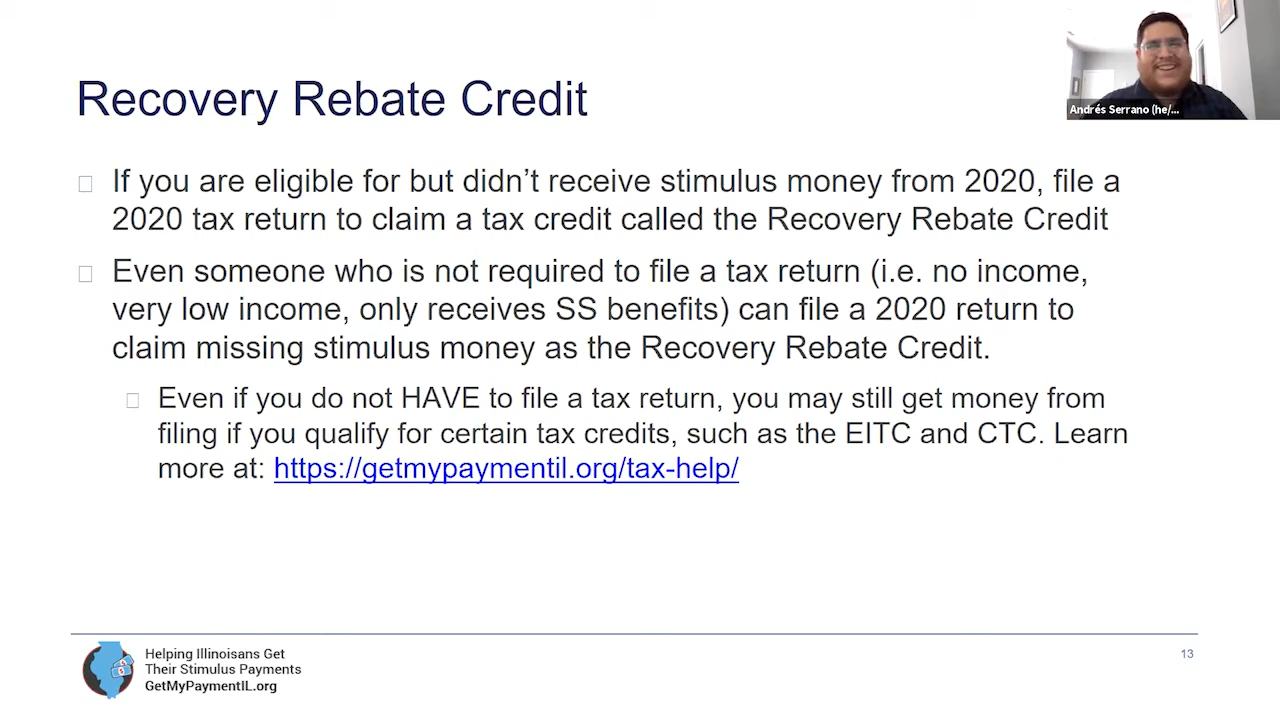 Recovery Rebate Credit
Andrés Serrano (he/...
If you are eligible for but didn’t receive stimulus money from 2020, file a
2020 tax return to claim a tax credit called the Recovery Rebate Credit
Even someone who is not required to file a tax return (i.e. no income,
very low income, only receives SS benefits) can file a 2020 return to
claim missing stimulus money as the Recovery Rebate Credit.
Even if you do not HAVE to file a tax return, you may still get money from
filing if you qualify for certain tax credits, such as the EITC and CTC. Learn
more at: https://getmypaymentil.org/tax-help/
Helping Illinoisans Get
Their Stimulus Payments
GetMyPaymentIL.org
13